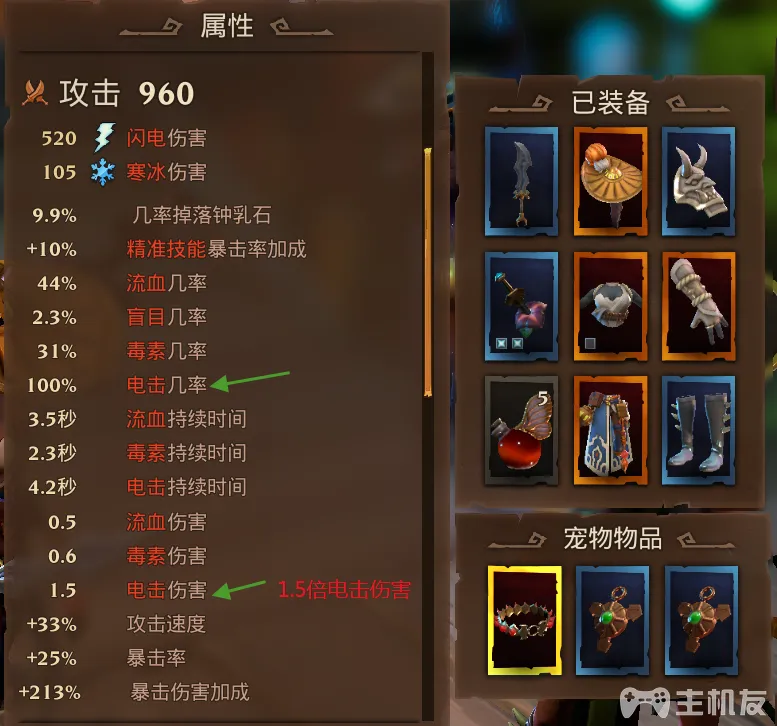 属性
攻击 960
520 闪电伤害
105 寒冰伤害
9.9% 几率掉落钟乳石
+10% 精准技能暴击率加成
44% 流血几率
2.3% 盲目几率
31% 毒素几率
100% 电击几率
3.5秒 流血持续时间
2.3秒 毒素持续时间
4.2秒 电击持续时间
0.5 流血伤害
0.6 毒素伤害
1.5 电击伤害 1.5倍电击伤害
+33% 攻击速度
+25% 暴击率
+213% 暴击伤害加成
已装备
5
宠物物品
主机友